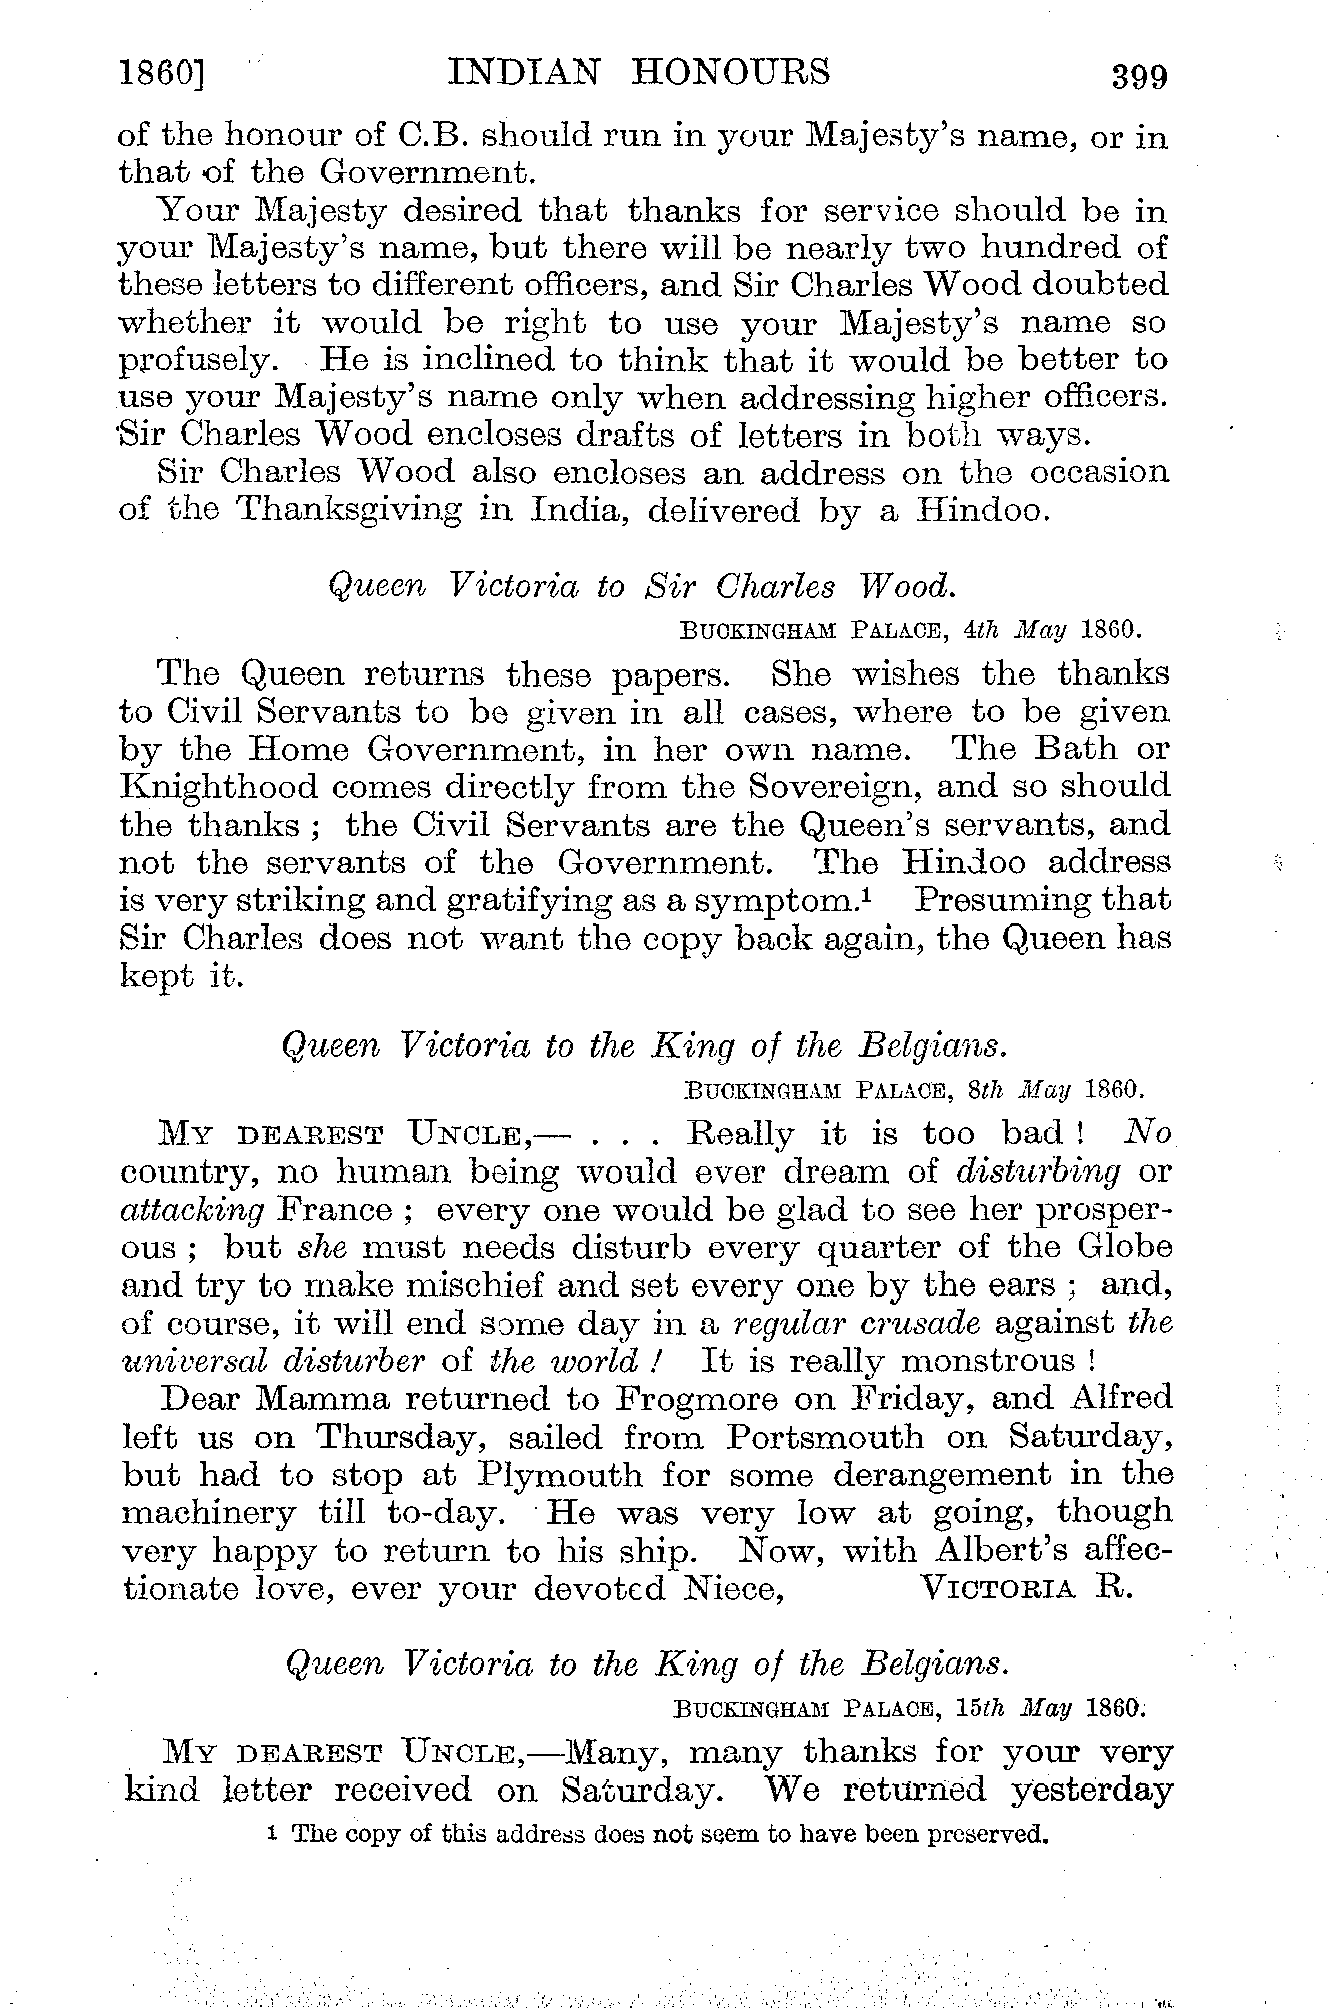 1860] INDIAN HONOURS 399
of the honour of C.B. should run in your Majesty's name, or in
that of the Government.
Your Majesty desired that thanks for service should be in
your Majesty's name, but there will be nearly two hundred of
these letters to different officers, and Sir Charles Wood doubted
whether it would be right to use your Majesty's name so
profusely. He is inclined to think that it would be better to
use your Majesty's name only when addressing higher officers.
Sir Charles Wood encloses drafts of letters in both ways.
Sir Charles Wood also encloses an address on the occasion
of the Thanksgiving in India, delivered by a Hindoo.
Queen Victoria to Sir Charles Wood.
BUCKINGHAM PALACE, 4th May 1860.
The Queen returns these papers. She wishes the thanks
to Civil Servants to be given in all cases, where to be given
by the Home Government, in her own name. The Bath or
Knighthood comes directly from the Sovereign, and so should
the thanks ; the Civil Servants are the Queen's servants, and
not the servants of the Government. The Hindoo address
is very striking and gratifying as a symptom.¹ Presuming that
Sir Charles does not want the copy back again, the Queen has
kept it.
Queen Victoria to the King of the Belgians.
BUCKINGHAM PALACE, 8th May 1860.
MY DEAREST UNCLE,— . . . Really it is too bad ! No
country, no human being would ever dream of disturbing or
attacking France ; every one would be glad to see her prosper-
ous ; but she must needs disturb every quarter of the Globe
and try to make mischief and set every one by the ears ; and,
of course, it will end some day in a regular crusade against the
universal disturber of the world ! It is really monstrous !
Dear Mamma returned to Frogmore on Friday, and Alfred
left us on Thursday, sailed from Portsmouth on Saturday,
but had to stop at Plymouth for some derangement in the
machinery till to-day. He was very low at going, though
very happy to return to his ship. Now, with Albert's affec-
tionate love, ever your devoted Niece, VICTORIA R.
Queen Victoria to the King of the Belgians.
BUCKINGHAM PALACE, 15th May 1860.
MY DEAREST UNCLE,—Many, many thanks for your very
kind letter received on Saturday. We returned yesterday
1 The copy of this address does not seem to have been preserved.